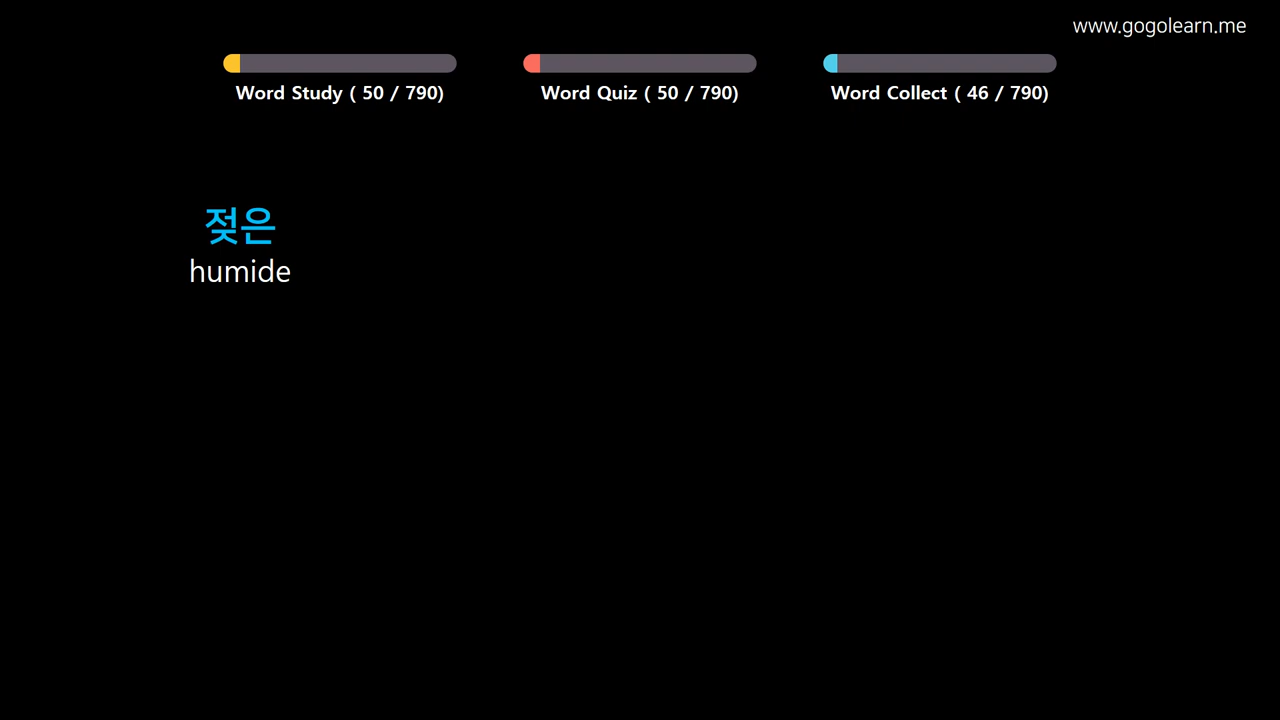 www.gogolearn.me
Word Study ( 50 / 790)
Word Quiz ( 50 / 790)
Word Collect ( 46 / 790)
젖은
humide